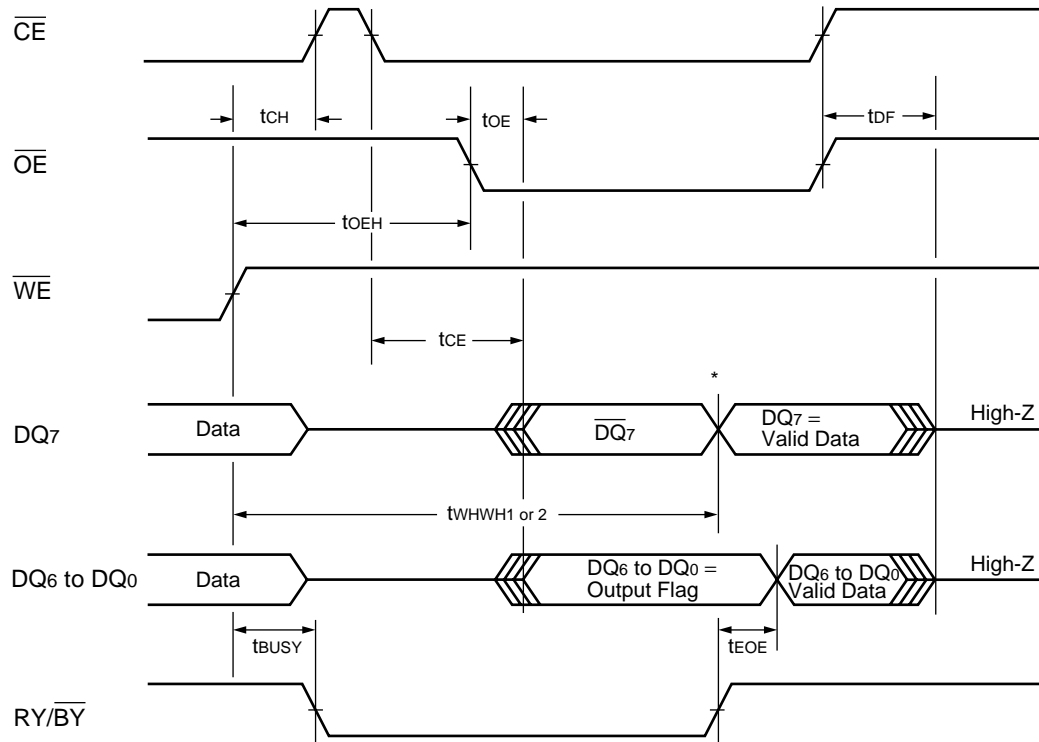 CE
tCH
tOE
tDF
OE
tOEH
WE
tCE
*
DQ7
Data
DQ7
DQ7 =
Valid Data
High-Z
tWHWH1 or 2
DQ6 to DQ0
Data
DQ6 to DQ0 =
Output Flag
DQ6 to DQ0
Valid Data
High-Z
tBUSY
tEOE
RY/BY